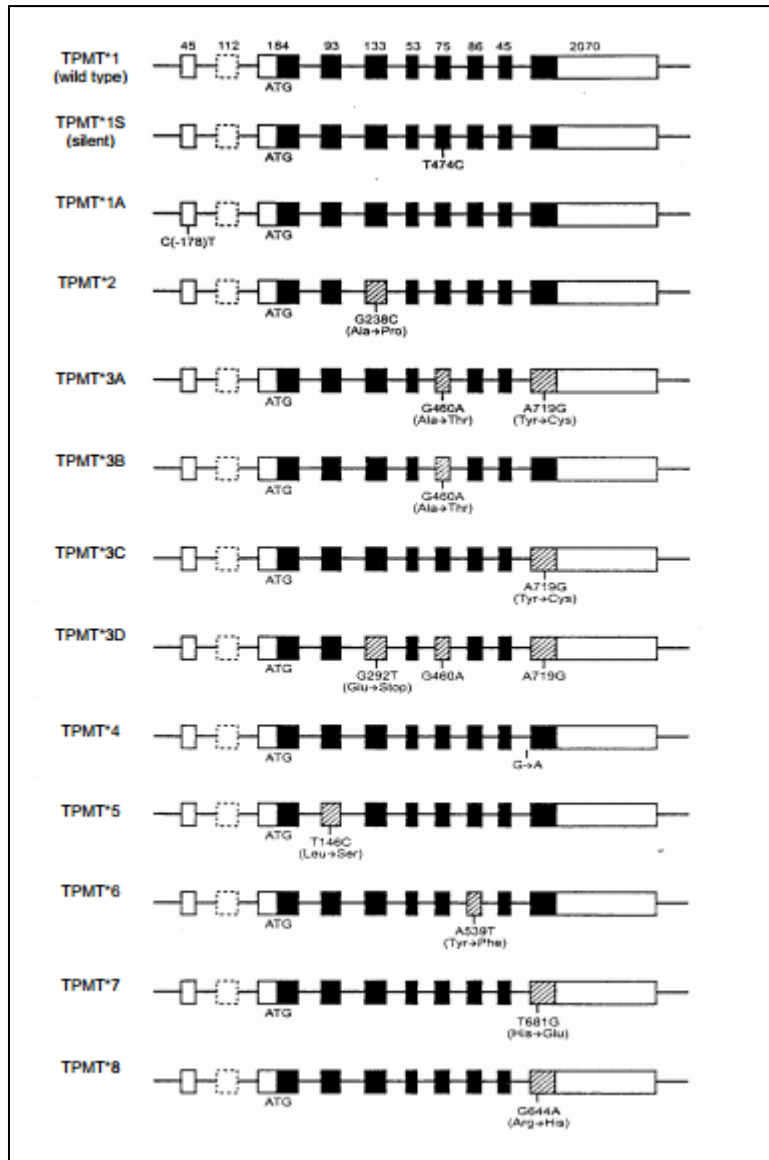 45 112 184 93 133 53 75 86 45 2070
TPMT*1
(wild type)
ATG
TPMT*1S
(silent)
ATG
T474C
TPMT*1A
ATG
C(-178)T
TPMT*2
ATG
G238C
(Ala→Pro)
TPMT*3A
ATG
G460A A719G
(Ala→Thr) (Tyr→Cys)
TPMT*3B
ATG
G460A
(Ala→Thr)
TPMT*3C
ATG
A719G
(Tyr→Cys)
TPMT*3D
ATG
G292T G460A A719G
(Glu→Stop)
TPMT*4
ATG
G→A
TPMT*5
ATG
T146C
(Leu→Ser)
TPMT*6
ATG
A539T
(Tyr→Phe)
TPMT*7
ATG
T681G
(His→Glu)
TPMT*8
ATG
G644A
(Arg→His)